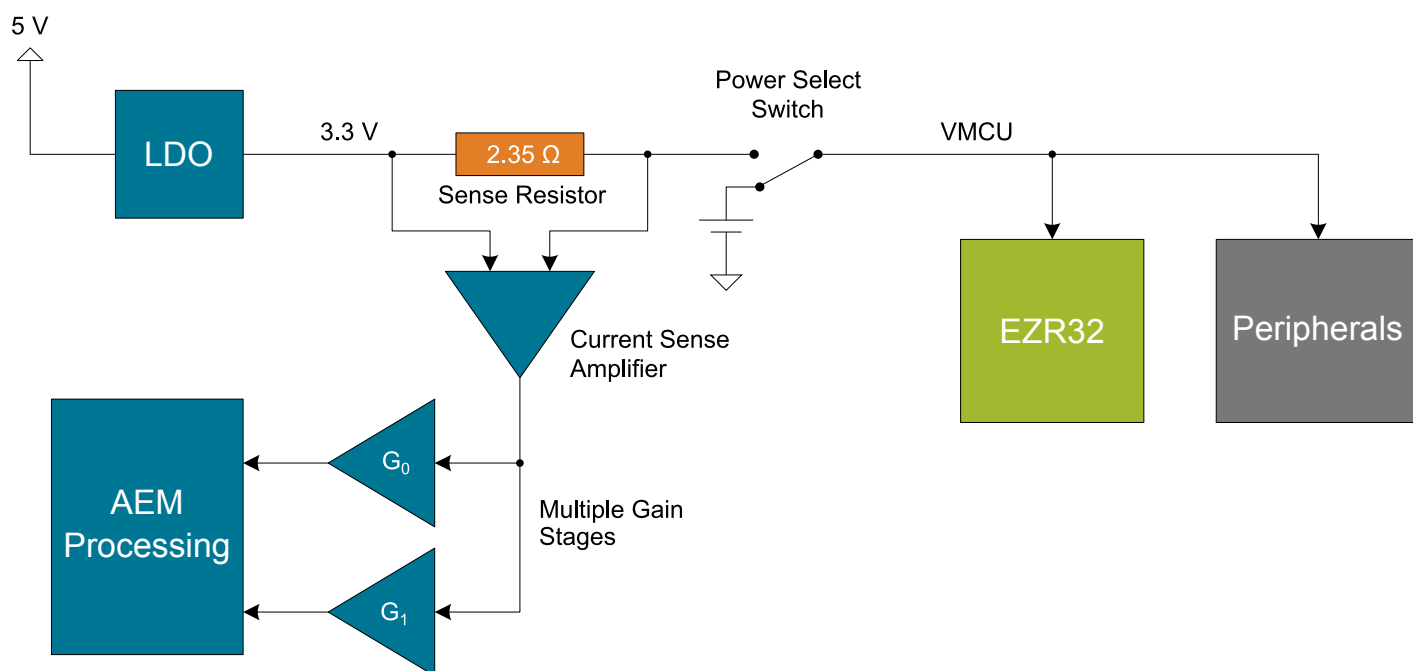 5 V
Power Select
Switch
LDO
3.3 V
2.35 Ω
VMCU
Sense Resistor
EZR32
Peripherals
Current Sense
Amplifier
AEM
Processing
G₀
Multiple Gain
Stages
G₁